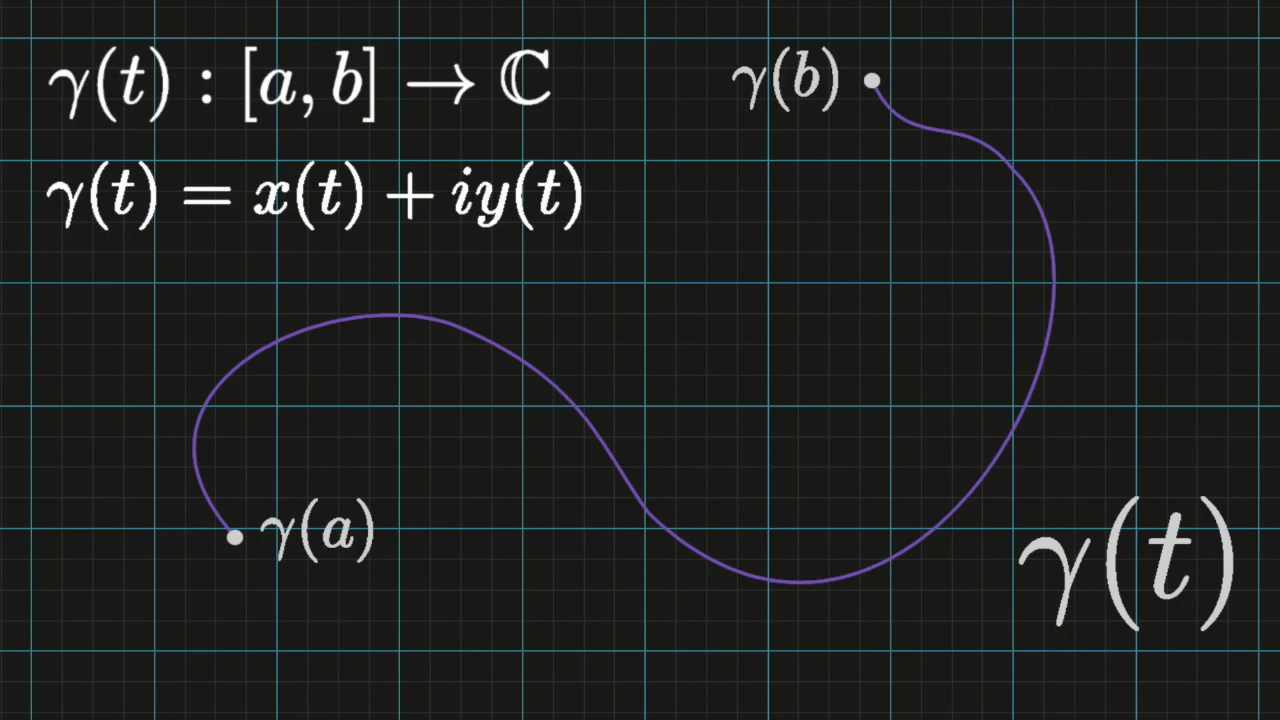 γ(t) : [a, b] → ℂ
γ(t) = x(t) + iy(t)
γ(b)
γ(a)
γ(t)